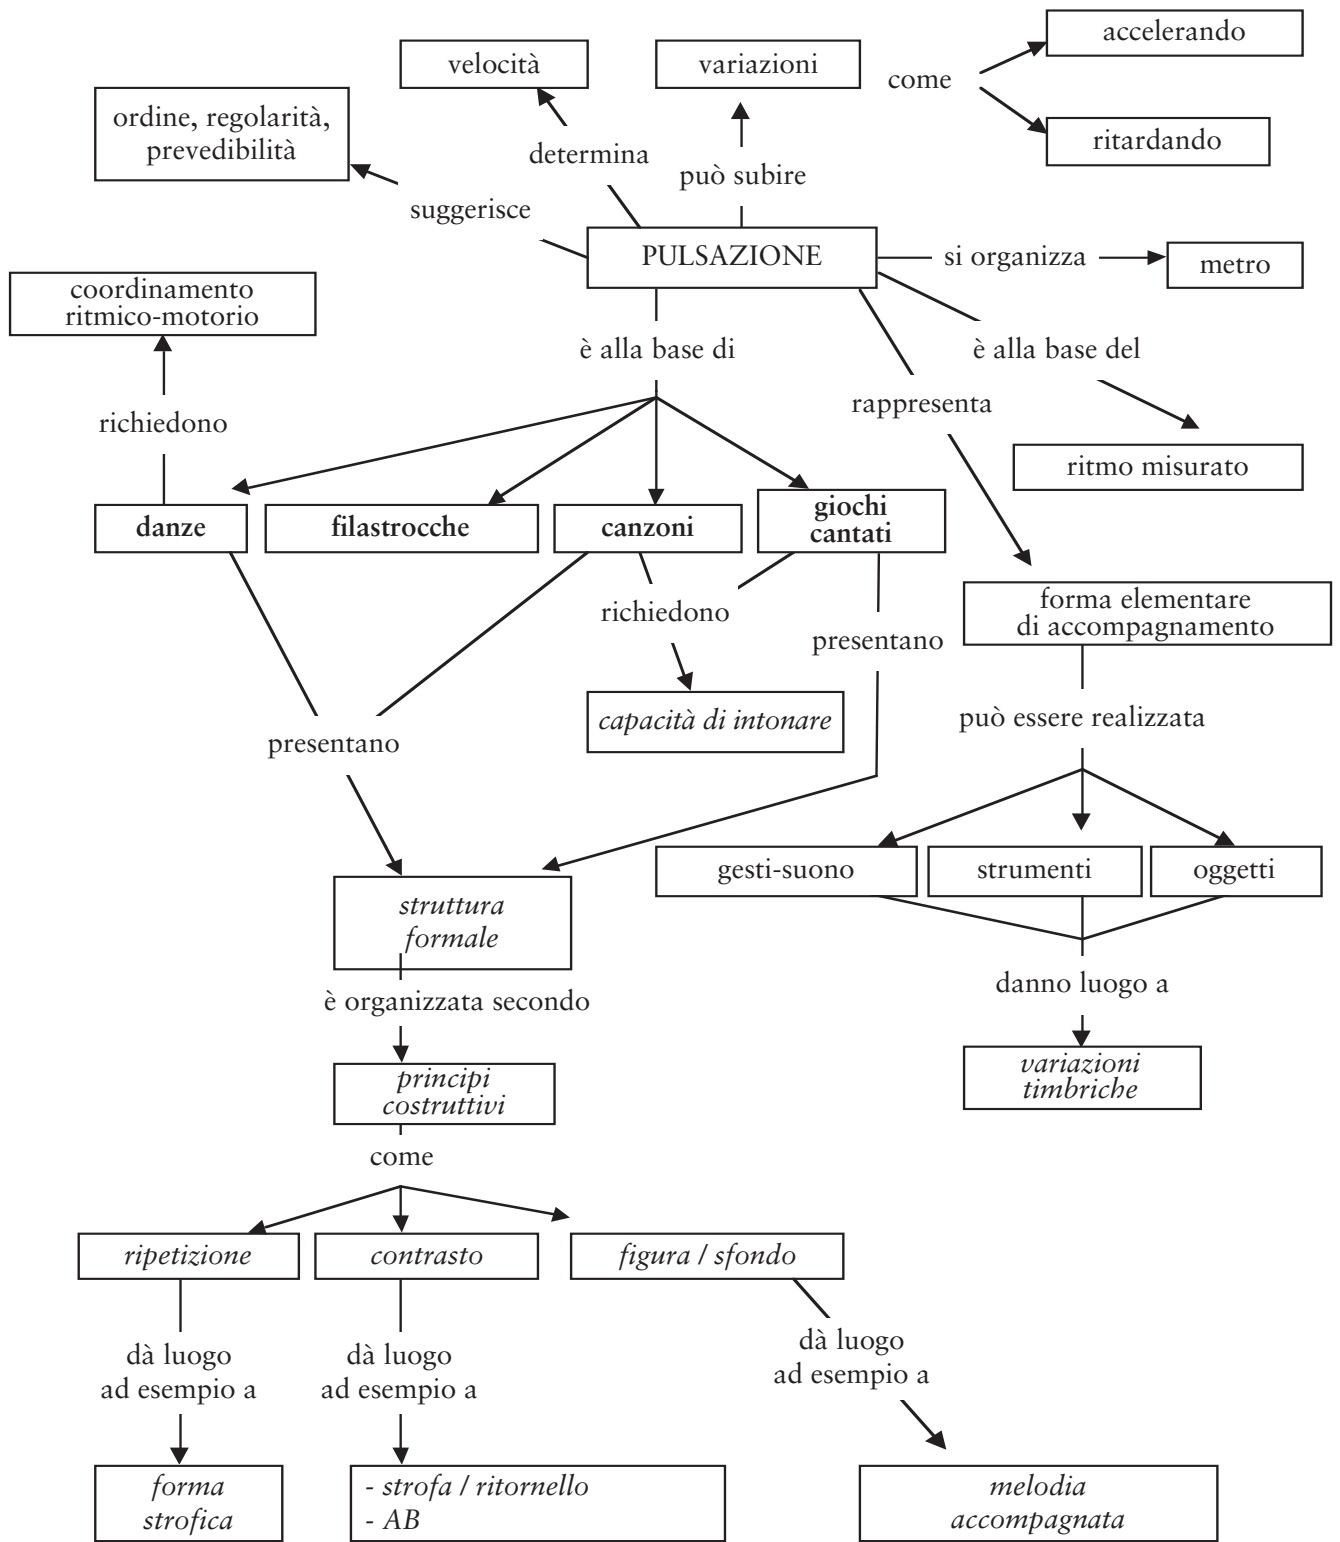 accelerando
velocità
variazioni
come
ordine, regolarità,
prevedibilità
ritardando
determina
può subire
suggerisce
PULSAZIONE
si organizza
metro
coordinamento
ritmico-motorio
è alla base di
è alla base del
richiedono
rappresenta
ritmo misurato
danze
filastrocche
canzoni
giochi
cantati
richiedono
presentano
forma elementare
di accompagnamento
capacità di intonare
può essere realizzata
presentano
gesti-suono
strumenti
oggetti
struttura
formale
è organizzata secondo
danno luogo a
principi
costruttivi
variazioni
timbriche
come
ripetizione
contrasto
figura / sfondo
dà luogo
ad esempio a
dà luogo
ad esempio a
dà luogo
ad esempio a
forma
strofica
- strofa / ritornello
- AB
melodia
accompagnata